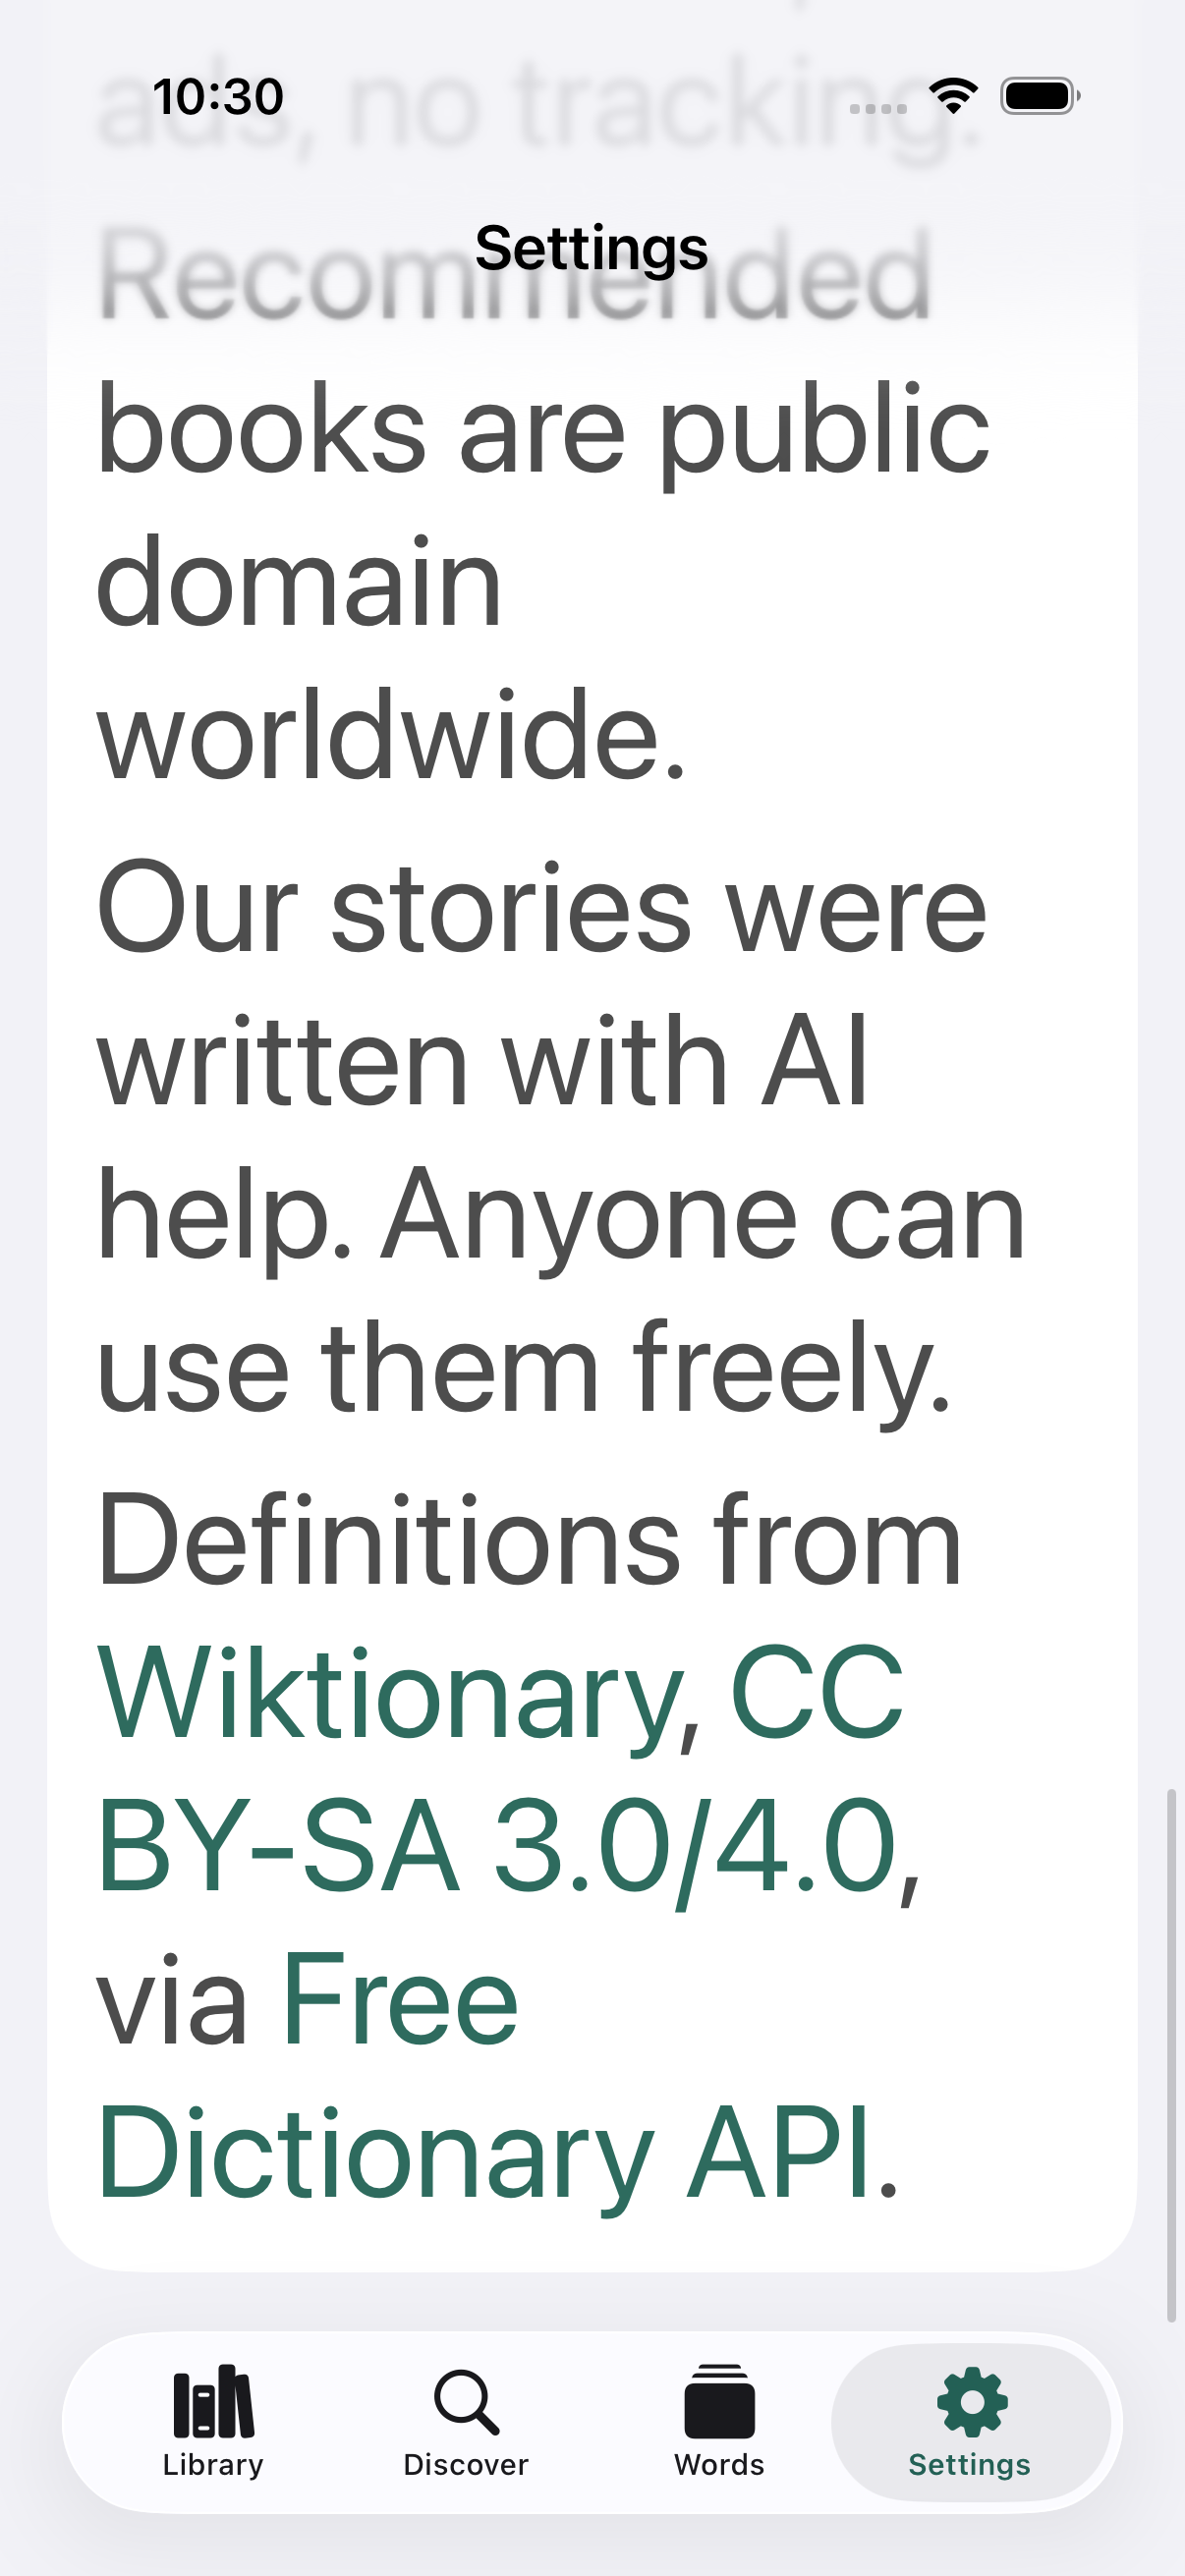 10:30
ads, no tracking.
Settings
Recommended
books are public
domain
worldwide.
Our stories were
written with AI
help. Anyone can
use them freely.
Definitions from
Wiktionary, CC
BY-SA 3.0/4.0,
via Free
Dictionary API.
Library
Discover
Words
Settings